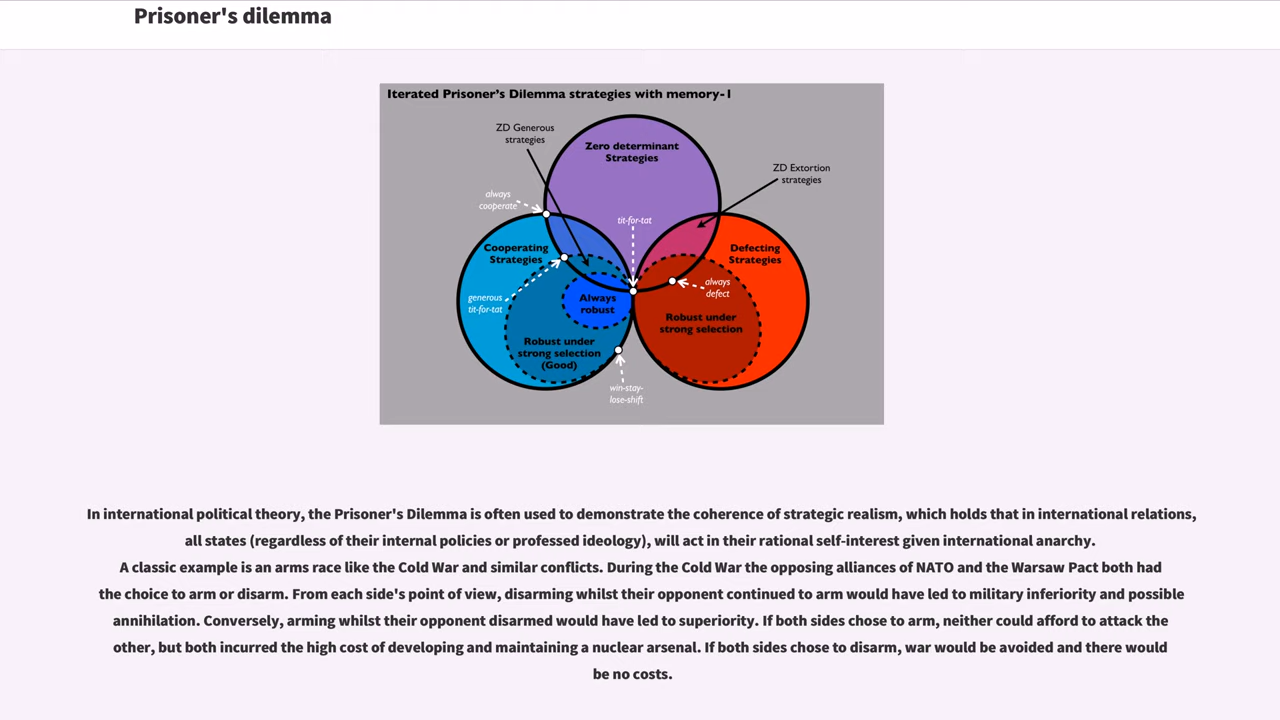 Prisoner's dilemma
Iterated Prisoner's Dilemma strategies with memory-1
ZD Generous
strategies
Zero determinant
Strategies
ZD Extortion
strategies
always
cooperate
tit-for-tat
Cooperating
Strategies
Defecting
Strategies
generous
tit-for-tat
Always
robust
always
defect
Robust under
strong selection
Robust under
strong selection
(Good)
win-stay-
lose-shift
In international political theory, the Prisoner's Dilemma is often used to demonstrate the coherence of strategic realism, which holds that in international relations,
all states (regardless of their internal policies or professed ideology), will act in their rational self-interest given international anarchy.
A classic example is an arms race like the Cold War and similar conflicts. During the Cold War the opposing alliances of NATO and the Warsaw Pact both had
the choice to arm or disarm. From each side's point of view, disarming whilst their opponent continued to arm would have led to military inferiority and possible
annihilation. Conversely, arming whilst their opponent disarmed would have led to superiority. If both sides chose to arm, neither could afford to attack the
other, but both incurred the high cost of developing and maintaining a nuclear arsenal. If both sides chose to disarm, war would be avoided and there would
be no costs.